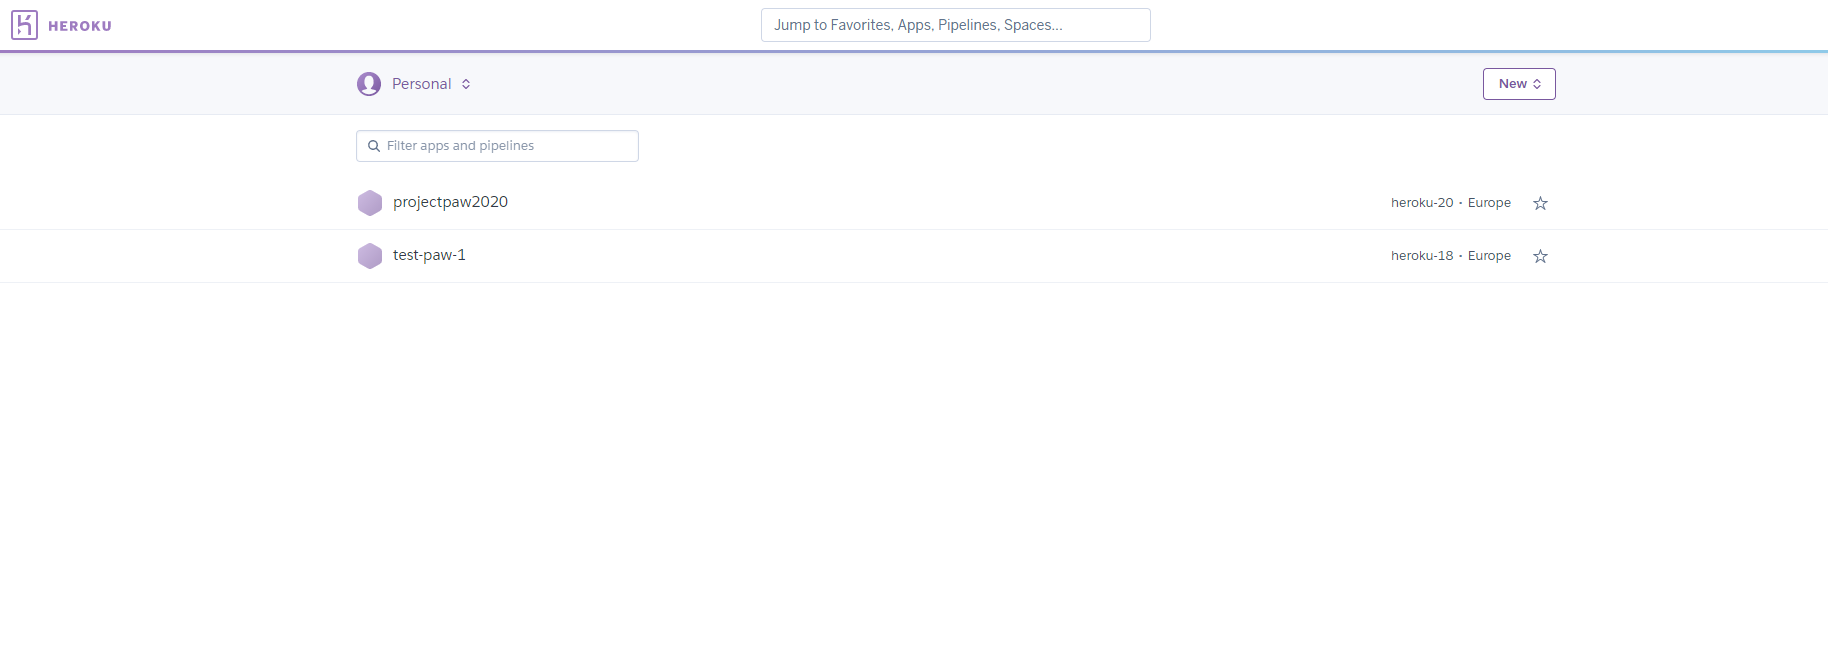 HEROKU
Jump to Favorites, Apps, Pipelines, Spaces...
Personal
New
Filter apps and pipelines
projectpaw2020
heroku-20 · Europe
test-paw-1
heroku-18 · Europe